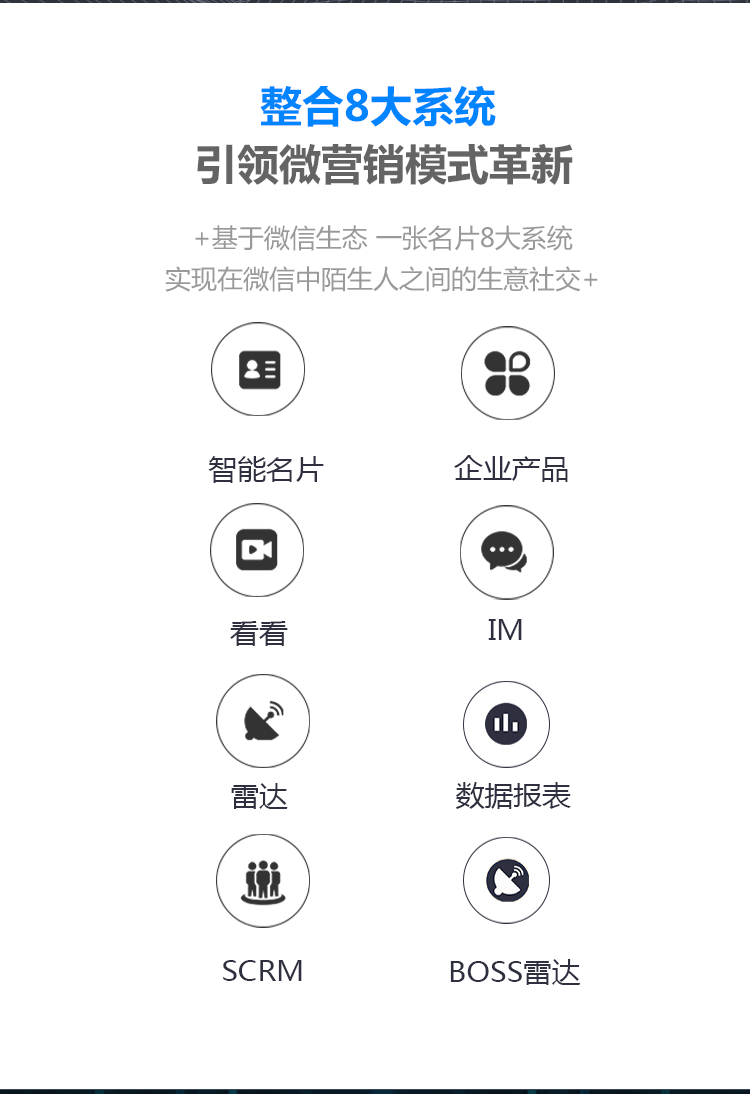 整合8大系统
引领微营销模式革新
+基于微信生态 一张名片8大系统
实现在微信中陌生人之间的生意社交+
智能名片
企业产品
看看
IM
雷达
数据报表
SCRM
BOSS雷达